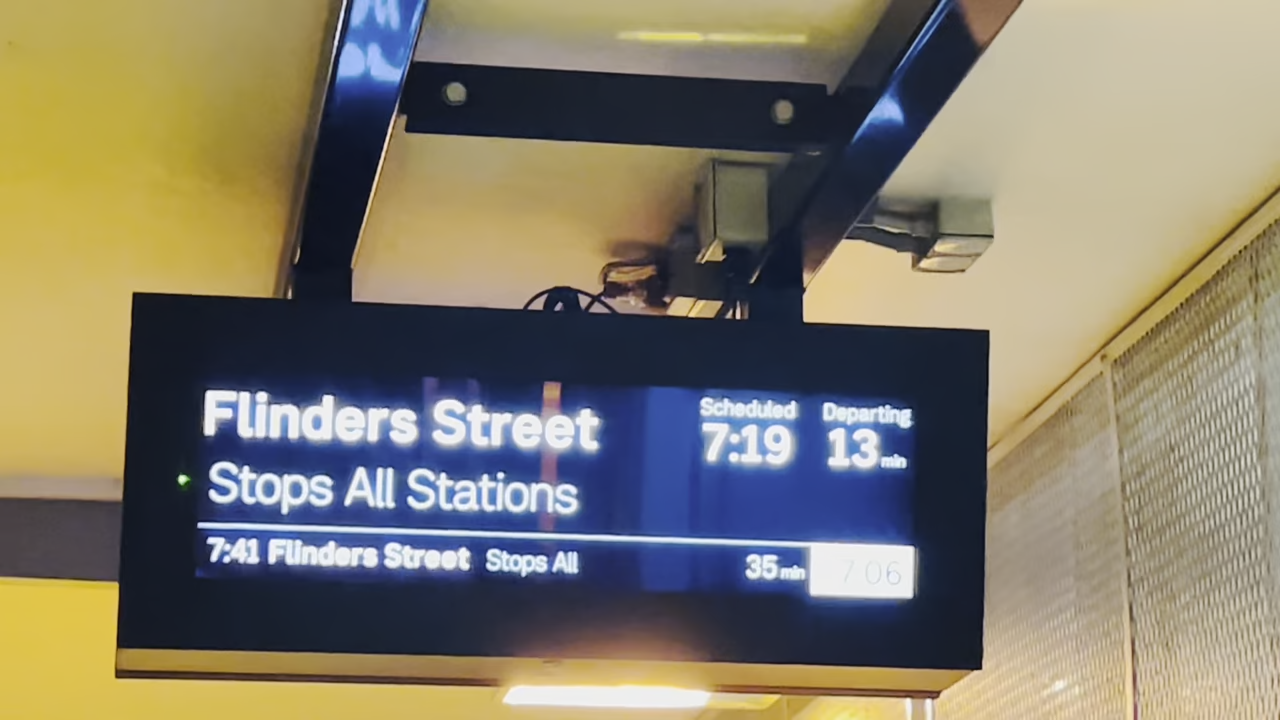 Flinders Street
Scheduled Departing
7:19 13 min
Stops All Stations
7:41 Flinders Street Stops All 35 min 7 06